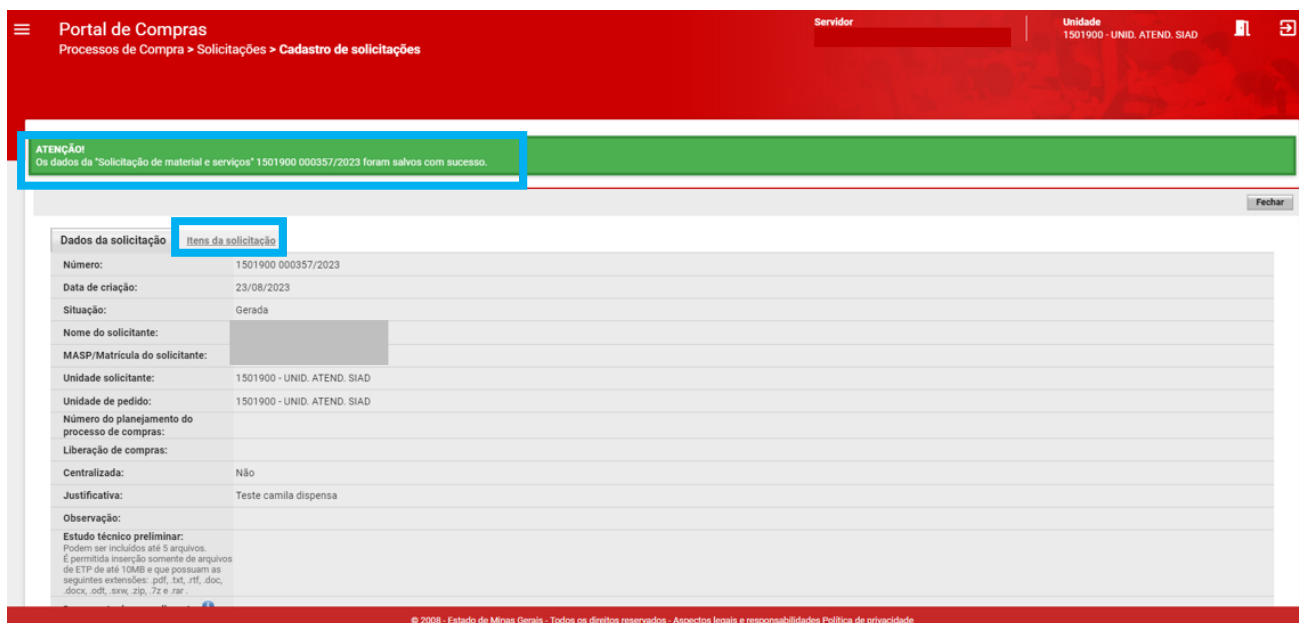 Portal de Compras
Processos de Compra > Solicitações > Cadastro de solicitações
Servidor
Unidade
1501900 - UNID. ATEND. SIAD
ATENÇÃO!
Os dados da "Solicitação de material e serviços" 1501900 000357/2023 foram salvos com sucesso.
Fechar
Dados da solicitação Itens da solicitação
Número: 1501900 000357/2023
Data de criação: 23/08/2023
Situação: Gerada
Nome do solicitante:
MASP/Matrícula do solicitante:
Unidade solicitante: 1501900 - UNID. ATEND. SIAD
Unidade de pedido: 1501900 - UNID. ATEND. SIAD
Número do planejamento do
processo de compras:
Liberação de compras:
Centralizada: Não
Justificativa: Teste camila dispensa
Observação:
Estudo técnico preliminar:
Podem ser incluídos até 5 arquivos.
É permitida inserção somente de arquivos
de ETP de até 10MB e que possuam as
seguintes extensões: .pdf, .txt, .rtf, .doc,
.docx, .odt, .sxw, .zip, .7z e .rar .
© 2008 - Estado de Minas Gerais - Todos os direitos reservados - Aspectos legais e responsabilidades Política de privacidade